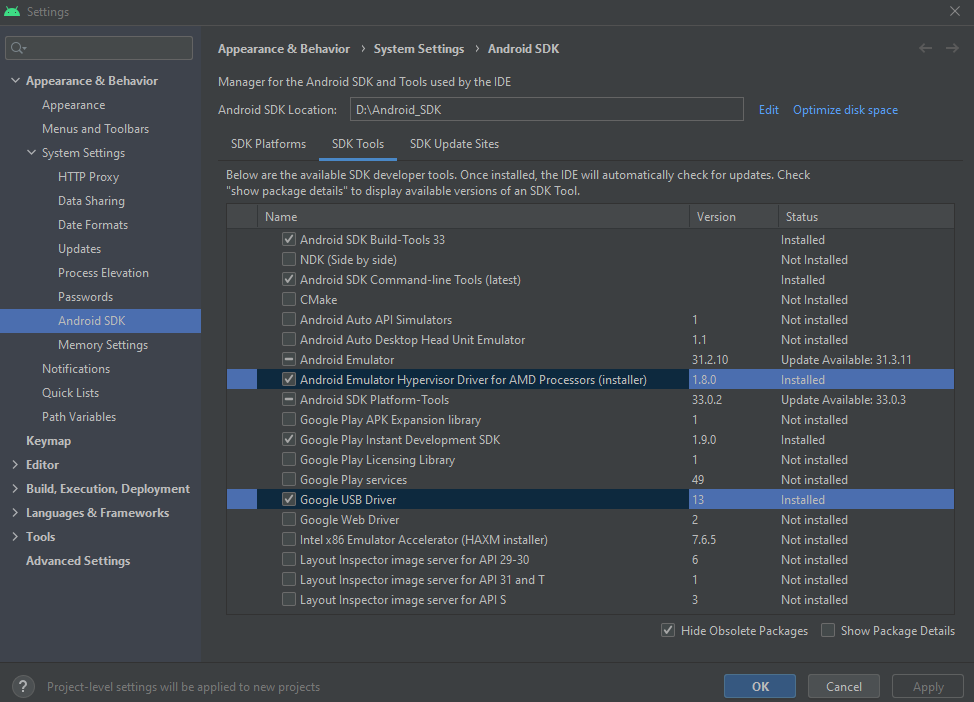 Settings
Appearance & Behavior
Appearance
Menus and Toolbars
System Settings
HTTP Proxy
Data Sharing
Date Formats
Updates
Process Elevation
Passwords
Android SDK
Memory Settings
Notifications
Quick Lists
Path Variables
Keymap
Editor
Build, Execution, Deployment
Languages & Frameworks
Tools
Advanced Settings
Appearance & Behavior › System Settings › Android SDK
Manager for the Android SDK and Tools used by the IDE
Android SDK Location: D:\Android_SDK Edit Optimize disk space
SDK Platforms SDK Tools SDK Update Sites
Below are the available SDK developer tools. Once installed, the IDE will automatically check for updates. Check
"show package details" to display available versions of an SDK Tool.
Name Version Status
Android SDK Build-Tools 33 Installed
NDK (Side by side) Not Installed
Android SDK Command-line Tools (latest) Installed
CMake Not Installed
Android Auto API Simulators 1 Not installed
Android Auto Desktop Head Unit Emulator 1.1 Not installed
Android Emulator 31.2.10 Update Available: 31.3.11
Android Emulator Hypervisor Driver for AMD Processors (installer) 1.8.0 Installed
Android SDK Platform-Tools 33.0.2 Update Available: 33.0.3
Google Play APK Expansion library 1 Not installed
Google Play Instant Development SDK 1.9.0 Installed
Google Play Licensing Library 1 Not installed
Google Play services 49 Not installed
Google USB Driver 13 Installed
Google Web Driver 2 Not installed
Intel x86 Emulator Accelerator (HAXM installer) 7.6.5 Not installed
Layout Inspector image server for API 29-30 6 Not installed
Layout Inspector image server for API 31 and T 1 Not installed
Layout Inspector image server for API S 3 Not installed
Hide Obsolete Packages Show Package Details
? Project-level settings will be applied to new projects
OK Cancel Apply